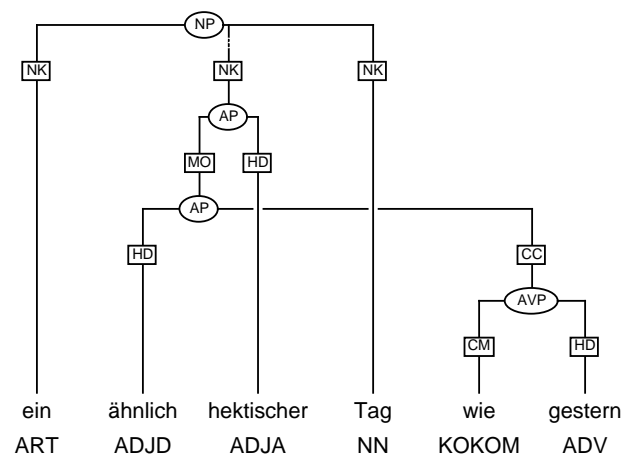 NP
NK NK NK
AP
MO HD
AP
HD CC
AVP
CM HD
ein ähnlich hektischer Tag wie gestern
ART ADJD ADJA NN KOKOM ADV